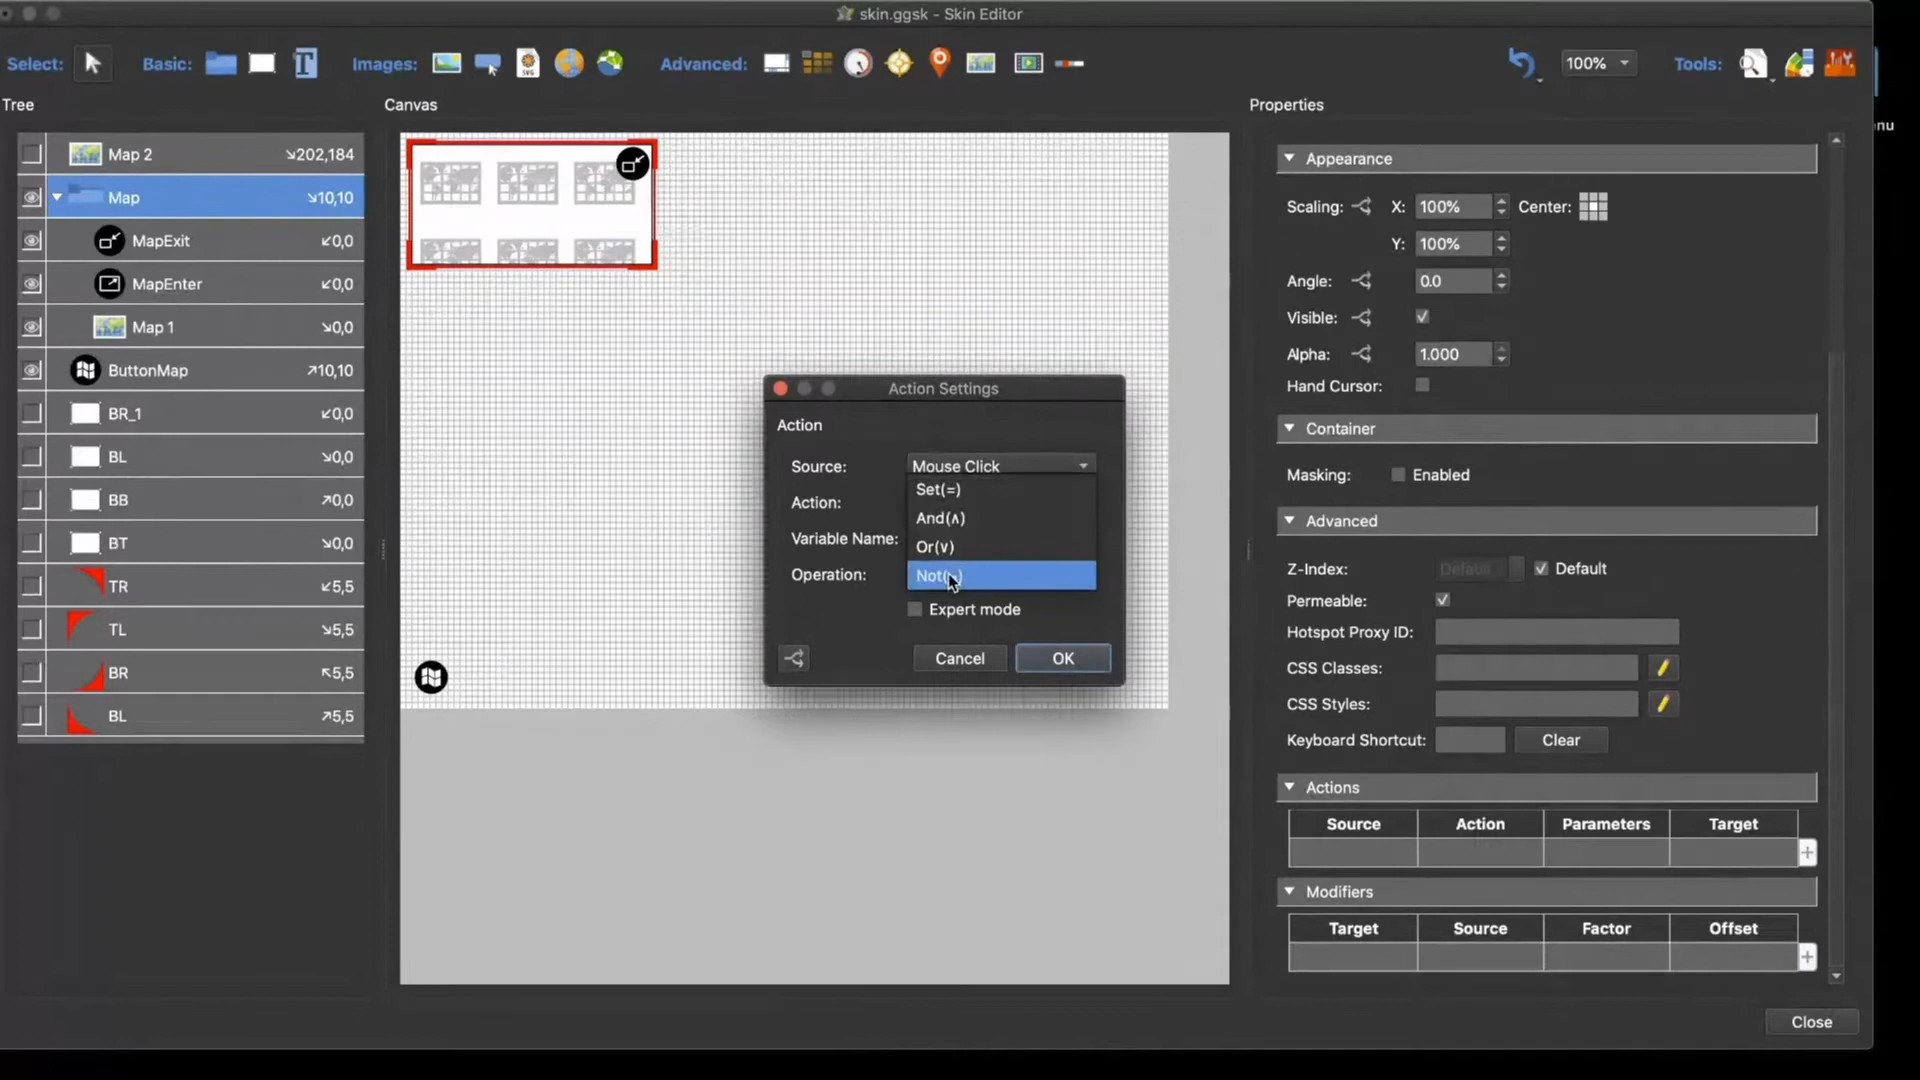 skin.ggsk - Skin Editor
Select:
Basic:
Images:
SVG
Advanced:
100%
Tools:
Tree
Canvas
Properties
nu
Map 2 ↘202,184
Map ↘10,10
MapExit ↙0,0
MapEnter ↙0,0
Map 1 ↘0,0
ButtonMap ↗10,10
BR_1 ↙0,0
BL ↘0,0
BB ↗0,0
BT ↘0,0
TR ↙5,5
TL ↘5,5
BR ↖5,5
BL ↗5,5
Action Settings
Action
Source: Mouse Click
Action:
Variable Name:
Operation:
Set(=)
And(∧)
Or(∨)
Expert mode
Cancel
OK
Appearance
Scaling: X: 100% Center:
Y: 100%
Angle: 0.0
Visible:
Alpha: 1.000
Hand Cursor:
Container
Masking: Enabled
Advanced
Z-Index: Default Default
Permeable:
Hotspot Proxy ID:
CSS Classes:
CSS Styles:
Keyboard Shortcut: Clear
Actions
Source Action Parameters Target
+
Modifiers
Target Source Factor Offset
+
Close